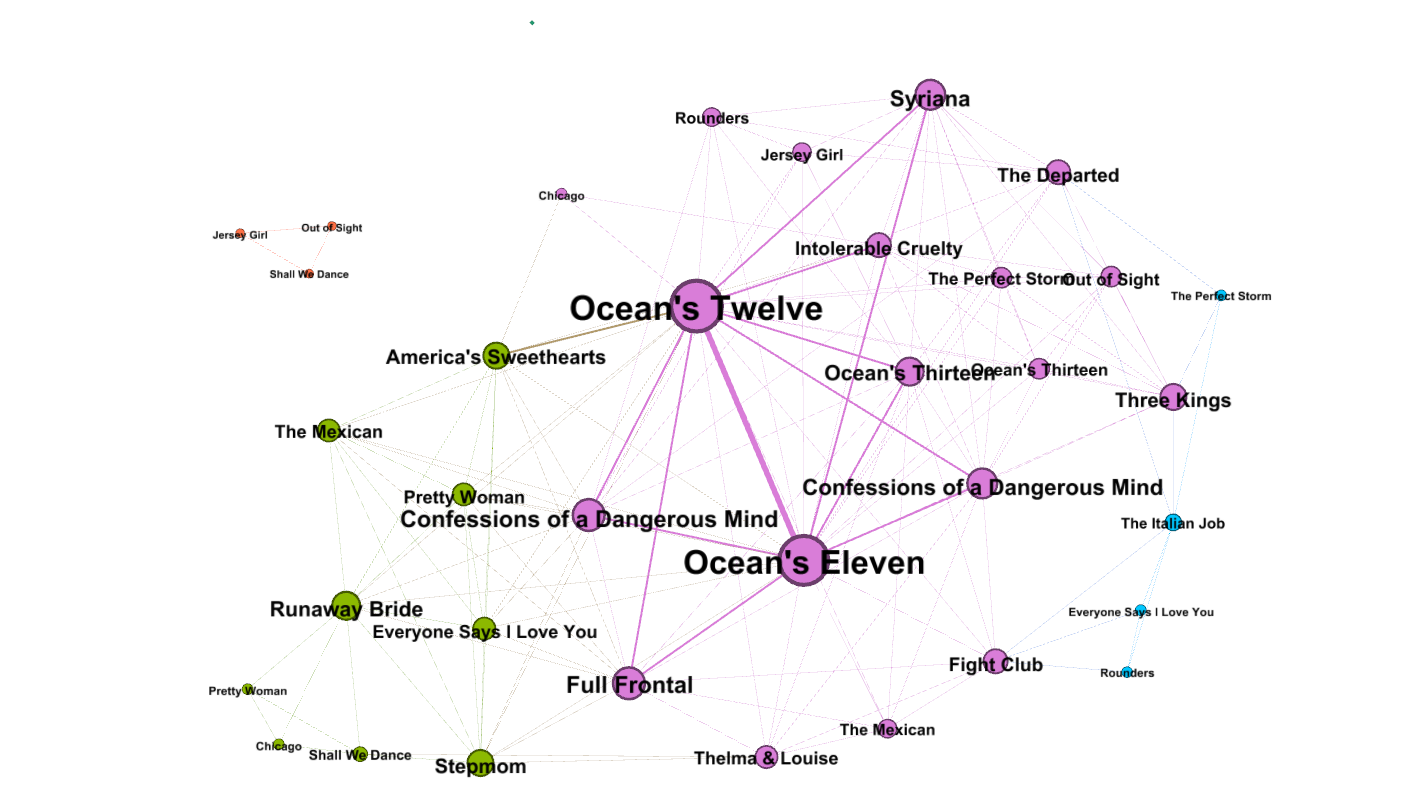 Syriana
Rounders
Jersey Girl
The Departed
Chicago
Out of Sight
Jersey Girl
Intolerable Cruelty
Shall We Dance
The Perfect Storm
Out of Sight
The Perfect Storm
Ocean's Twelve
America's Sweethearts
Ocean's Thirteen
Ocean's Thirteen
Three Kings
The Mexican
Confessions of a Dangerous Mind
Pretty Woman
Confessions of a Dangerous Mind
The Italian Job
Ocean's Eleven
Runaway Bride
Everyone Says I Love You
Everyone Says I Love You
Fight Club
Rounders
Full Frontal
Pretty Woman
The Mexican
Chicago
Shall We Dance
Thelma & Louise
Stepmom